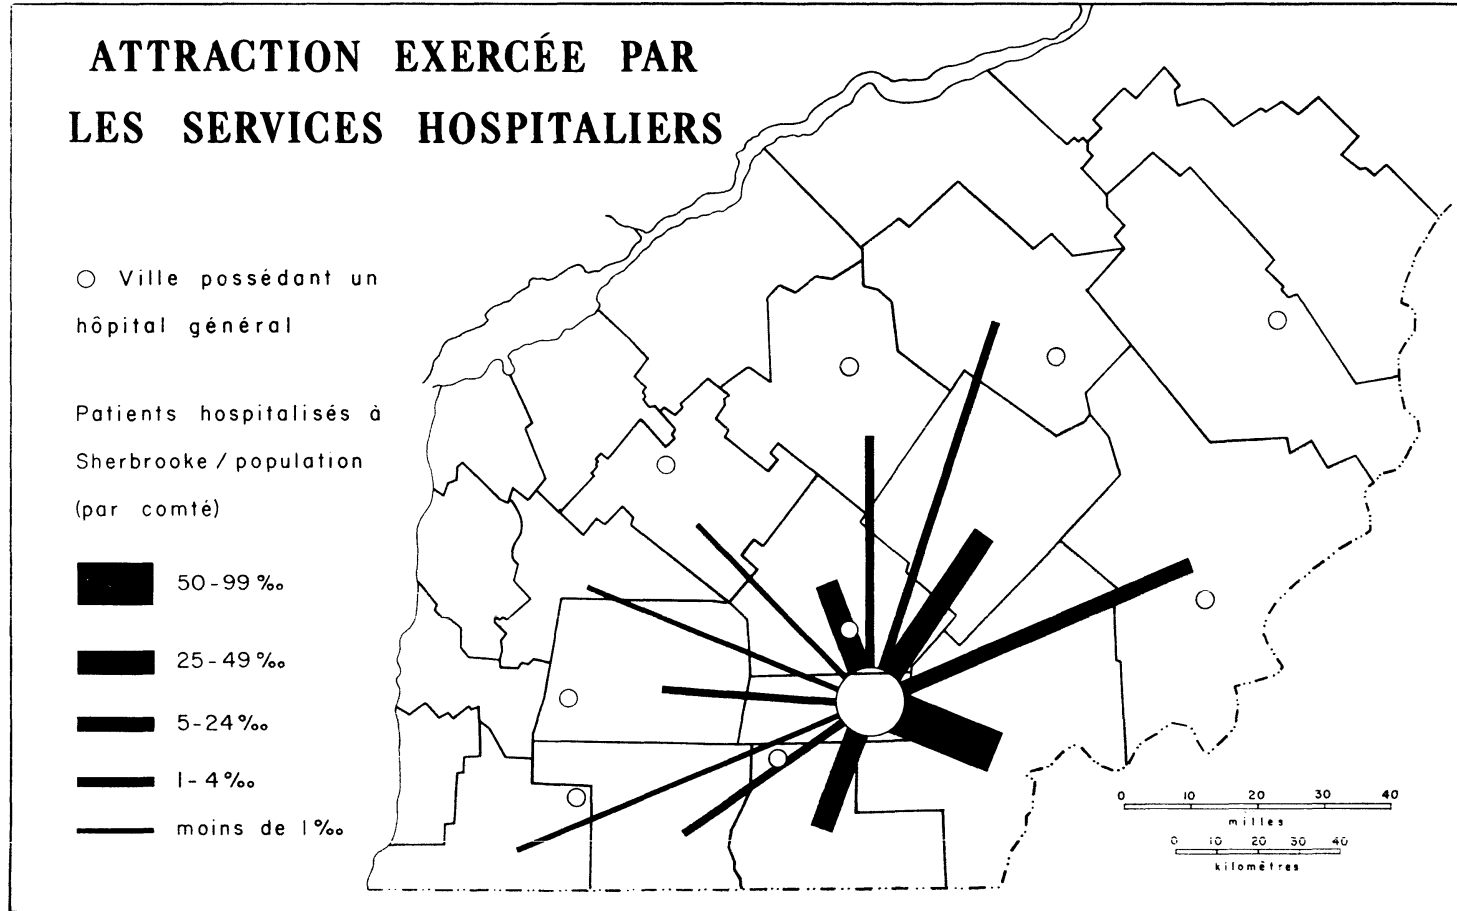 ATTRACTION EXERCÉE PAR
LES SERVICES HOSPITALIERS
Ville possédant un
hôpital général
Patients hospitalisés à
Sherbrooke / population
(par comté)
50-99 ‰
25-49 ‰
5-24 ‰
1-4 ‰
moins de 1 ‰
0 10 20 30 40
milles
0 10 20 30 40
kilomètres